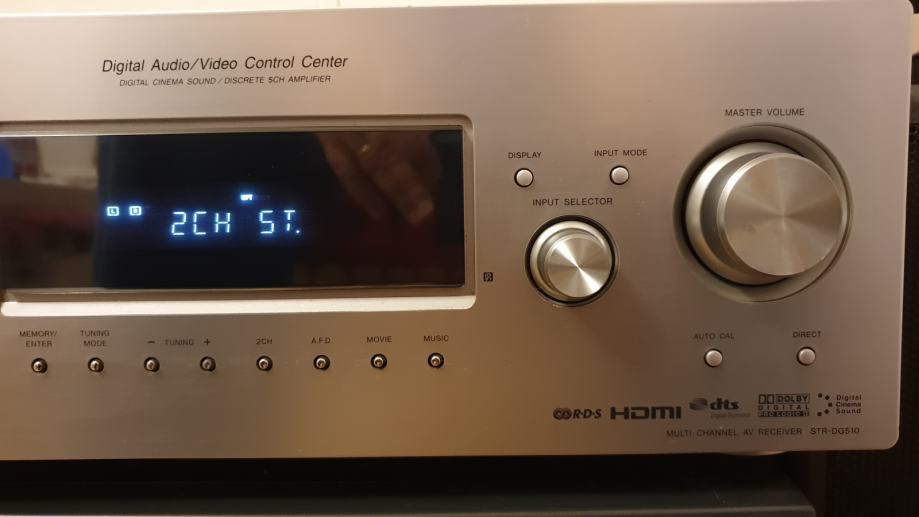 Digital Audio/Video Control Center
DIGITAL CINEMA SOUND / DISCRETE 5CH AMPLIFIER
MASTER VOLUME
DISPLAY
INPUT MODE
INPUT SELECTOR
L R
OPT
2CH ST.
MEMORY/
ENTER
TUNING
MODE
− TUNING +
2CH
A.F.D.
MOVIE
MUSIC
AUTO CAL
DIRECT
R·D·S
HDMI
dts
Digital Surround
DOLBY
DIGITAL
PRO LOGIC II
Digital
Cinema
Sound
MULTI CHANNEL AV RECEIVER STR-DG510